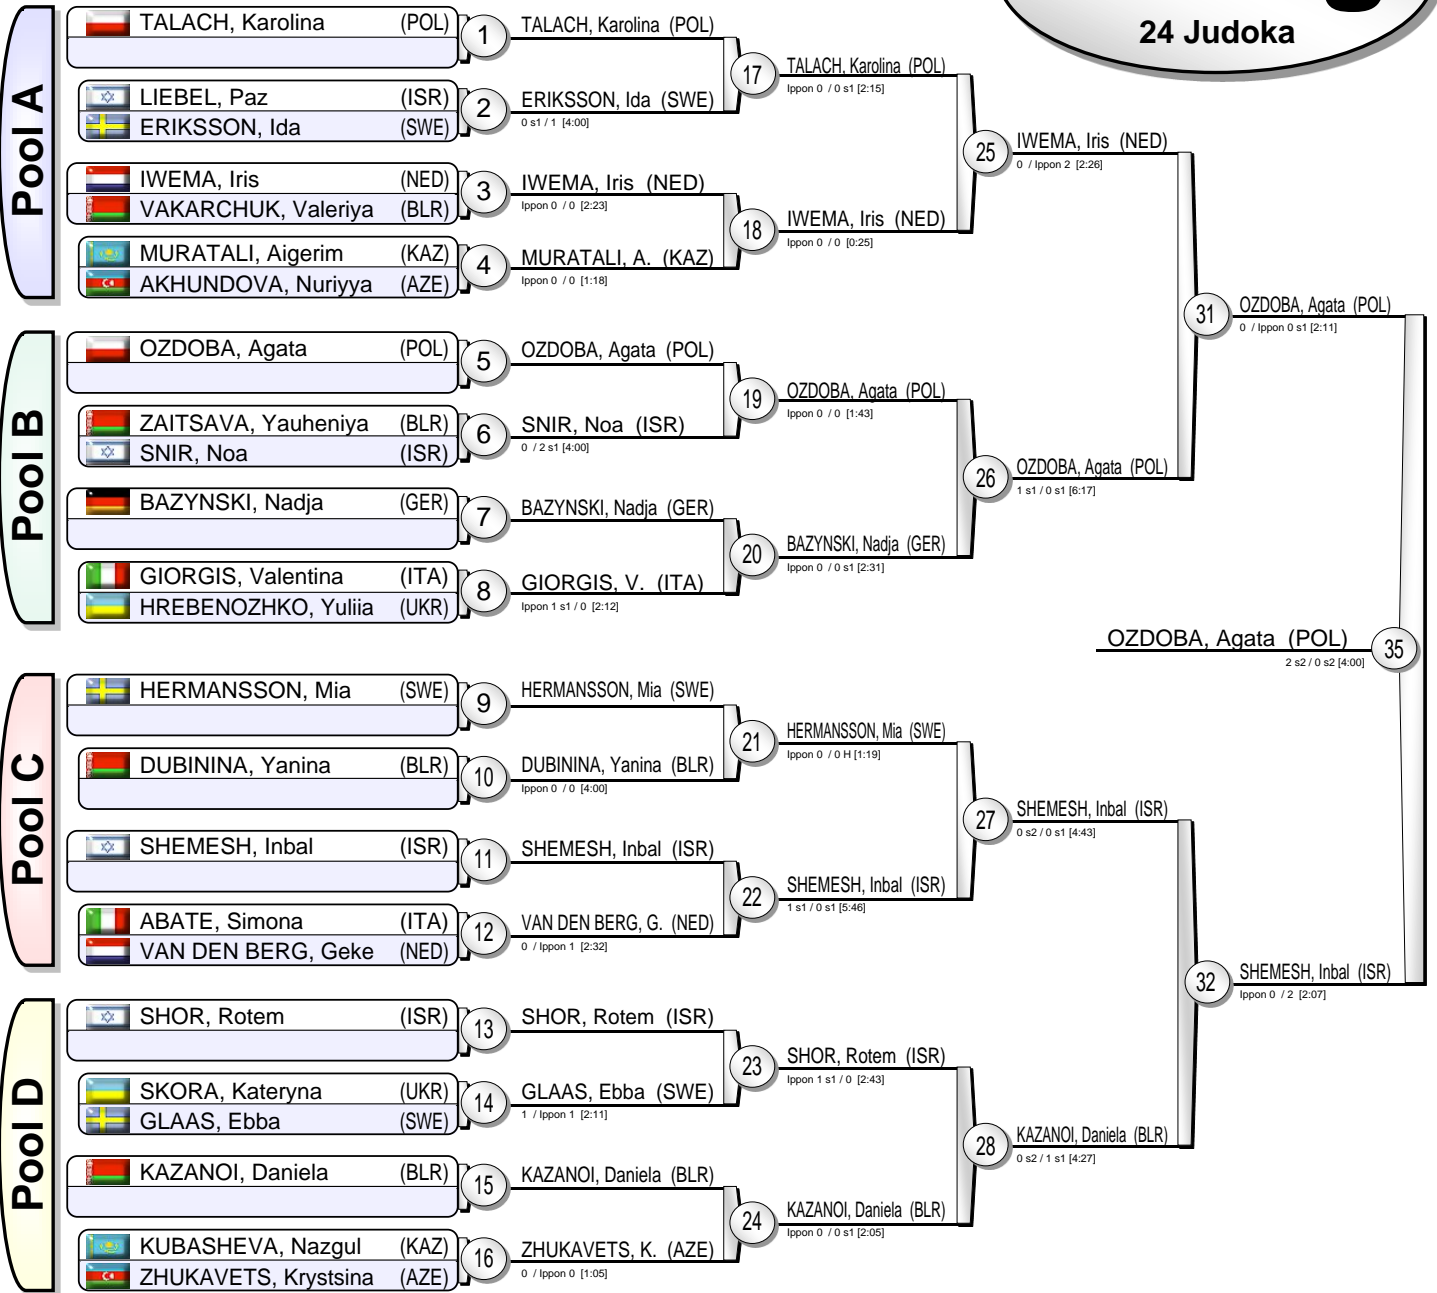 24 Judoka
Pool A
TALACH, Karolina (POL)
1
LIEBEL, Paz (ISR)
ERIKSSON, Ida (SWE)
2
IWEMA, Iris (NED)
VAKARCHUK, Valeriya (BLR)
3
MURATALI, Aigerim (KAZ)
AKHUNDOVA, Nuriyya (AZE)
4
Pool B
OZDOBA, Agata (POL)
5
ZAITSAVA, Yauheniya (BLR)
SNIR, Noa (ISR)
6
BAZYNSKI, Nadja (GER)
7
GIORGIS, Valentina (ITA)
HREBENOZHKO, Yuliia (UKR)
8
Pool C
HERMANSSON, Mia (SWE)
9
DUBININA, Yanina (BLR)
10
SHEMESH, Inbal (ISR)
11
ABATE, Simona (ITA)
VAN DEN BERG, Geke (NED)
12
Pool D
SHOR, Rotem (ISR)
13
SKORA, Kateryna (UKR)
GLAAS, Ebba (SWE)
14
KAZANOI, Daniela (BLR)
15
KUBASHEVA, Nazgul (KAZ)
ZHUKAVETS, Krystsina (AZE)
16
TALACH, Karolina (POL)
ERIKSSON, Ida (SWE)
0 s1 / 1 [4:00]
17
IWEMA, Iris (NED)
Ippon 0 / 0 [2:23]
MURATALI, A. (KAZ)
Ippon 0 / 0 [1:18]
18
OZDOBA, Agata (POL)
SNIR, Noa (ISR)
0 / 2 s1 [4:00]
19
BAZYNSKI, Nadja (GER)
GIORGIS, V. (ITA)
Ippon 1 s1 / 0 [2:12]
20
HERMANSSON, Mia (SWE)
DUBININA, Yanina (BLR)
Ippon 0 / 0 [4:00]
21
SHEMESH, Inbal (ISR)
VAN DEN BERG, G. (NED)
0 / Ippon 1 [2:32]
22
SHOR, Rotem (ISR)
GLAAS, Ebba (SWE)
1 / Ippon 1 [2:11]
23
KAZANOI, Daniela (BLR)
ZHUKAVETS, K. (AZE)
0 / Ippon 0 [1:05]
24
TALACH, Karolina (POL)
Ippon 0 / 0 s1 [2:15]
IWEMA, Iris (NED)
Ippon 0 / 0 [0:25]
25
OZDOBA, Agata (POL)
Ippon 0 / 0 [1:43]
BAZYNSKI, Nadja (GER)
Ippon 0 / 0 s1 [2:31]
26
HERMANSSON, Mia (SWE)
Ippon 0 / 0 H [1:19]
SHEMESH, Inbal (ISR)
1 s1 / 0 s1 [5:46]
27
SHOR, Rotem (ISR)
Ippon 1 s1 / 0 [2:43]
KAZANOI, Daniela (BLR)
Ippon 0 / 0 s1 [2:05]
28
IWEMA, Iris (NED)
0 / Ippon 2 [2:26]
OZDOBA, Agata (POL)
1 s1 / 0 s1 [6:17]
31
SHEMESH, Inbal (ISR)
0 s2 / 0 s1 [4:43]
KAZANOI, Daniela (BLR)
0 s2 / 1 s1 [4:27]
32
OZDOBA, Agata (POL)
0 / Ippon 0 s1 [2:11]
SHEMESH, Inbal (ISR)
Ippon 0 / 2 [2:07]
OZDOBA, Agata (POL)
2 s2 / 0 s2 [4:00]
35